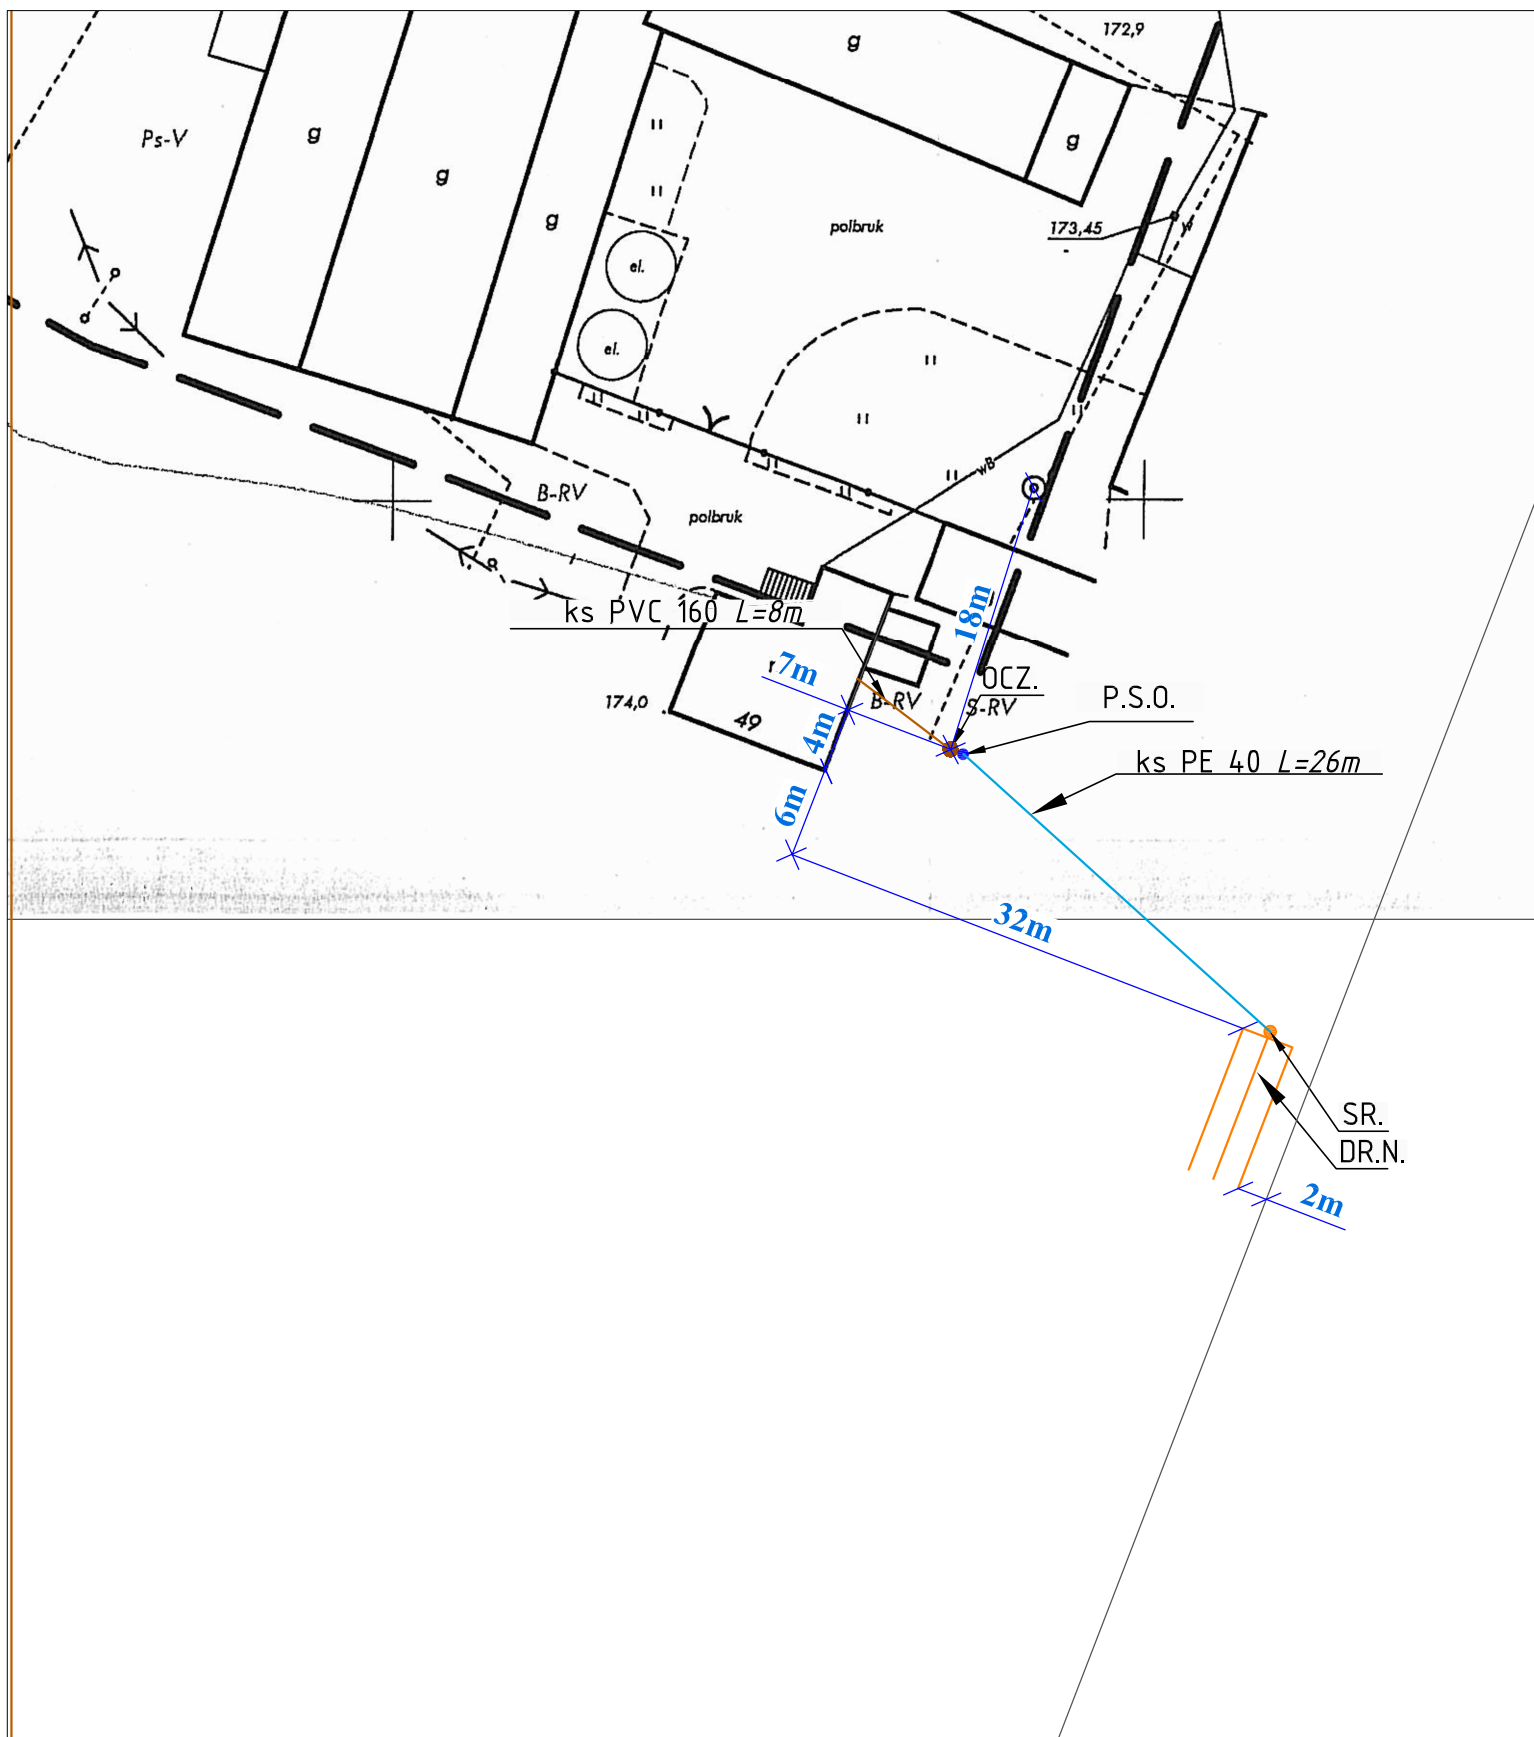 172,9
g
Ps-V
g
g
g
g
polbruk
173,45
w
el.
el.
wB
B-RV
polbruk
ks PVC 160 L=8m
18m
7m
OCZ.
B-RV
S-RV
P.S.O.
174,0
49
4m
ks PE 40 L=26m
6m
32m
SR.
DR.N.
2m